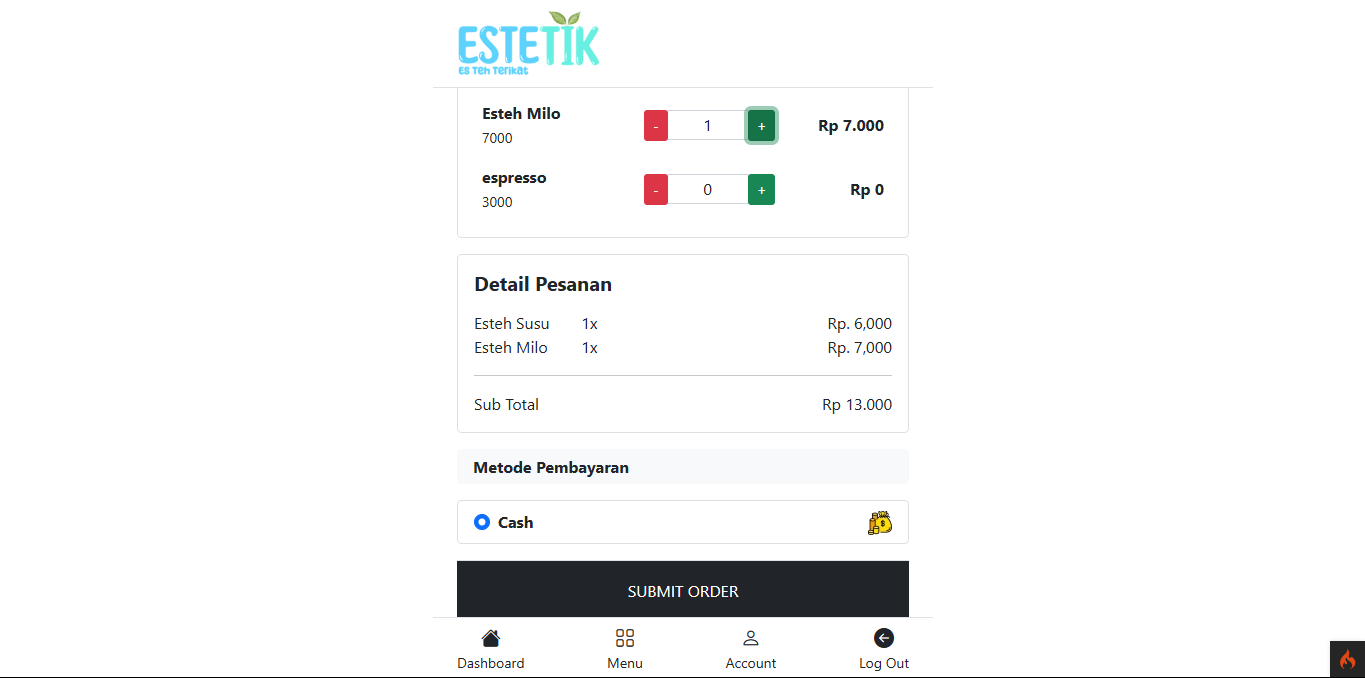 ESTETIK
Es Teh Terikat
Esteh Milo
7000
- 1 + Rp 7.000
espresso
3000
- 0 + Rp 0
Detail Pesanan
Esteh Susu 1x Rp. 6,000
Esteh Milo 1x Rp. 7,000
Sub Total Rp 13.000
Metode Pembayaran
Cash
SUBMIT ORDER
Dashboard Menu Account Log Out